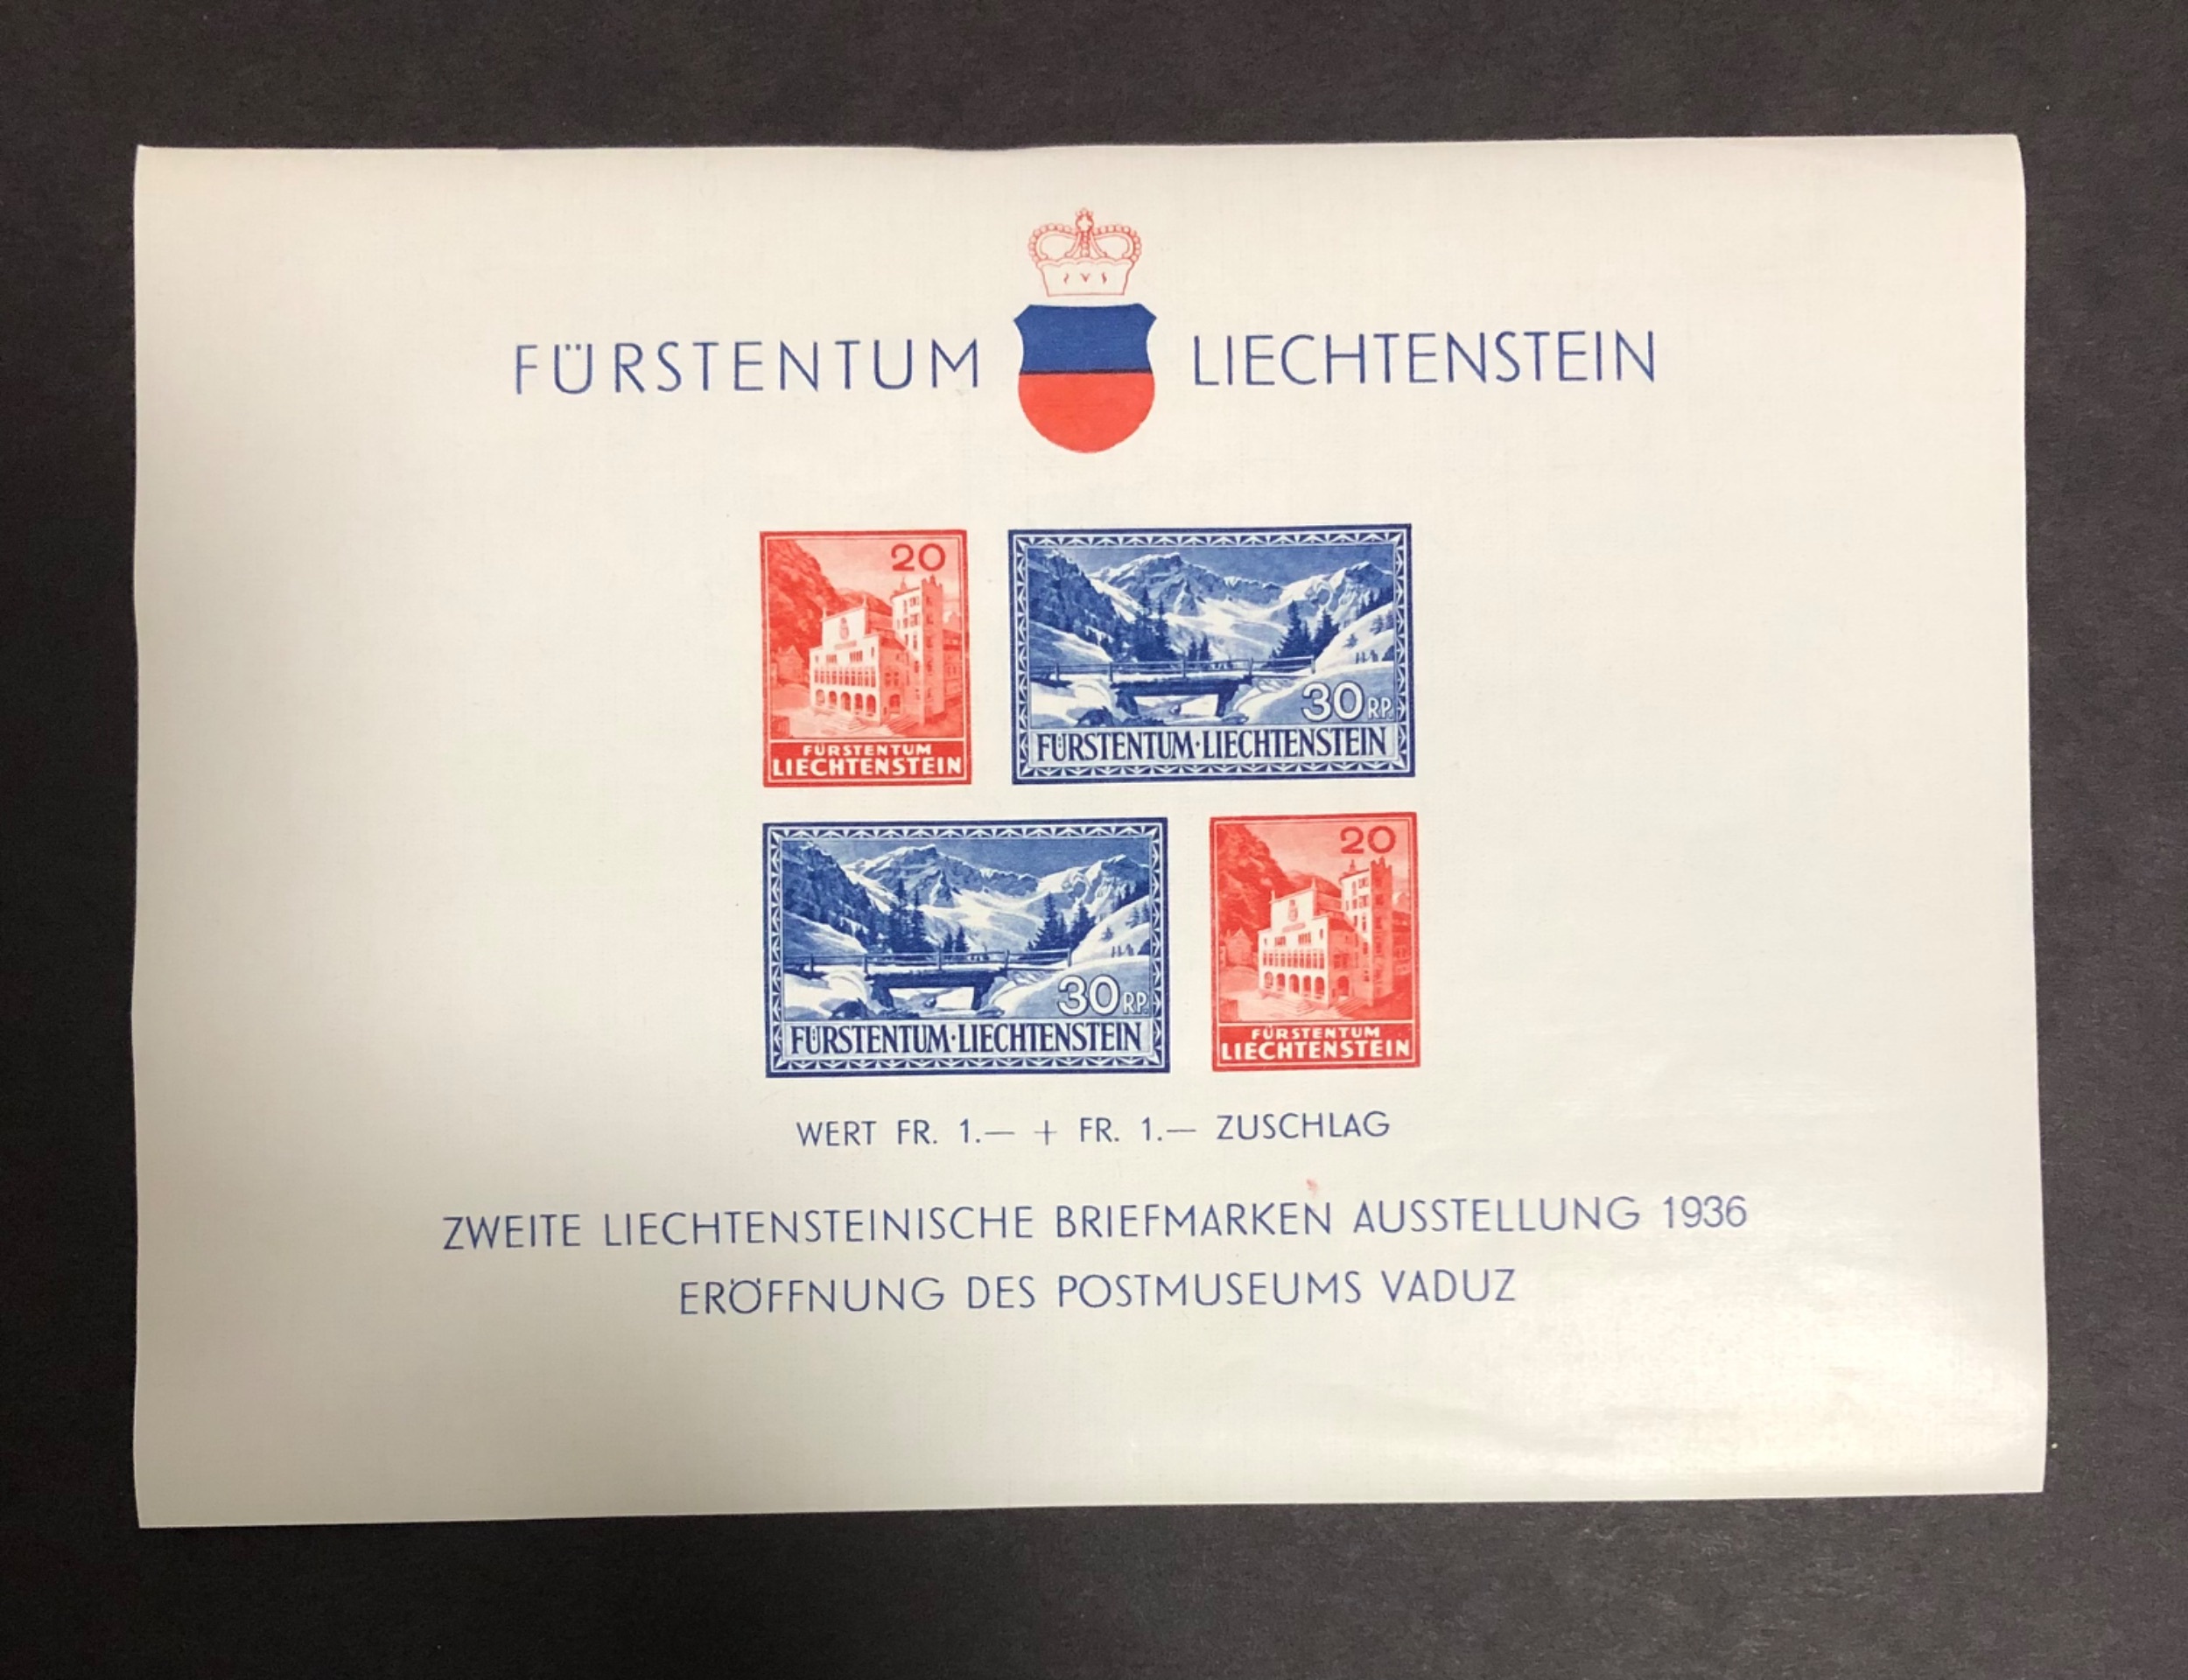 FÜRSTENTUM LIECHTENSTEIN
20
FÜRSTENTUM
LIECHTENSTEIN
30 RP.
FÜRSTENTUM·LIECHTENSTEIN
30 RP.
FÜRSTENTUM·LIECHTENSTEIN
20
FÜRSTENTUM
LIECHTENSTEIN
WERT FR. 1.— + FR. 1.— ZUSCHLAG
ZWEITE LIECHTENSTEINISCHE BRIEFMARKEN AUSSTELLUNG 1936
ERÖFFNUNG DES POSTMUSEUMS VADUZ